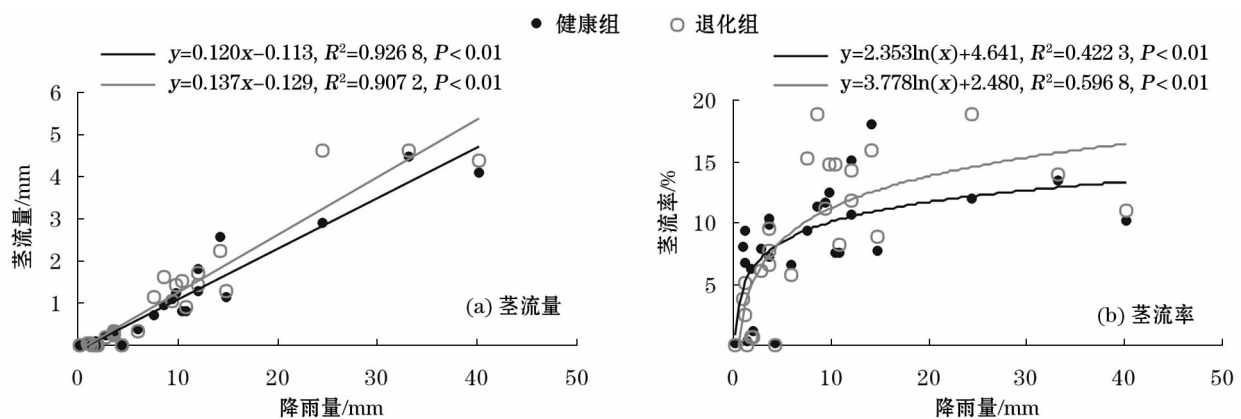 健康组 退化组
y=0.120x−0.113, R²=0.926 8, P<0.01
y=0.137x−0.129, R²=0.907 2, P<0.01
6
5
4
3
2
1
茎流量/mm
(a) 茎流量
0 10 20 30 40 50
降雨量/mm
y=2.353ln(x)+4.641, R²=0.422 3, P<0.01
y=3.778ln(x)+2.480, R²=0.596 8, P<0.01
20
15
10
5
茎流率/%
(b) 茎流率
0 10 20 30 40 50
降雨量/mm